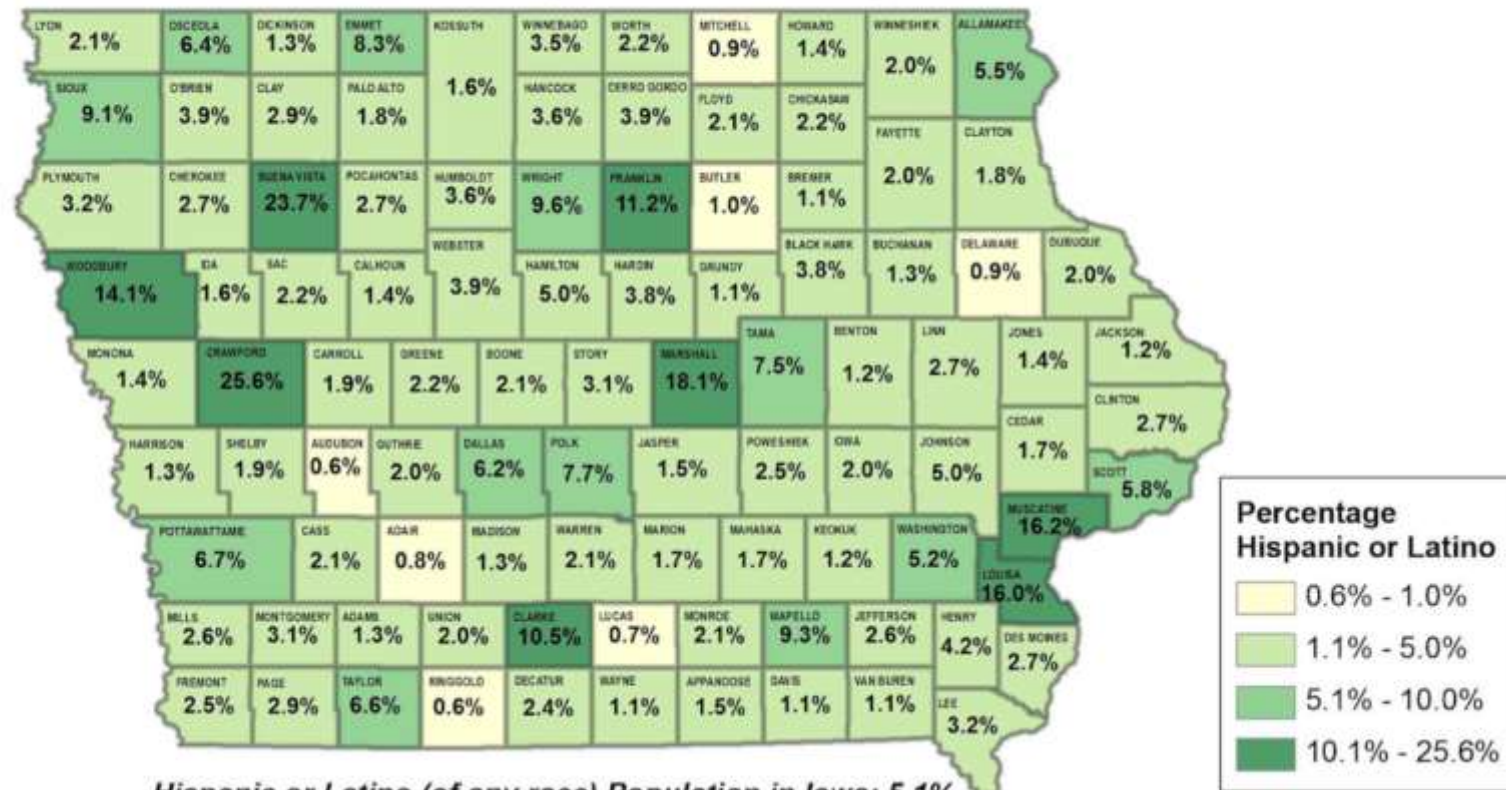 LYON OSCEOLA DICKINSON EMMET KOSSUTH WINNEBAGO WORTH MITCHELL HOWARD WINNESHIEK ALLAMAKEE
2.1% 6.4% 1.3% 8.3% 1.6% 3.5% 2.2% 0.9% 1.4% 2.0% 5.5%
SIOUX O'BRIEN CLAY PALO ALTO HANCOCK CERRO GORDO FLOYD CHICKASAW
9.1% 3.9% 2.9% 1.8% 3.6% 3.9% 2.1% 2.2%
FAYETTE CLAYTON
2.0% 1.8%
PLYMOUTH CHEROKEE BUENA VISTA POCAHONTAS HUMBOLDT WRIGHT FRANKLIN BUTLER BREMER
3.2% 2.7% 23.7% 2.7% 3.6% 9.6% 11.2% 1.0% 1.1%
WOODBURY IDA SAC CALHOUN WEBSTER HAMILTON HARDIN GRUNDY BLACK HAWK BUCHANAN DELAWARE DUBUQUE
14.1% 1.6% 2.2% 1.4% 3.9% 5.0% 3.8% 1.1% 3.8% 1.3% 0.9% 2.0%
MONONA CRAWFORD CARROLL GREENE BOONE STORY MARSHALL TAMA BENTON LINN JONES JACKSON
1.4% 25.6% 1.9% 2.2% 2.1% 3.1% 18.1% 7.5% 1.2% 2.7% 1.4% 1.2%
CLINTON
2.7%
HARRISON SHELBY AUDUBON GUTHRIE DALLAS POLK JASPER POWESHIEK IOWA JOHNSON CEDAR SCOTT
1.3% 1.9% 0.6% 2.0% 6.2% 7.7% 1.5% 2.5% 2.0% 5.0% 1.7% 5.8%
POTTAWATTAMIE CASS ADAIR MADISON WARREN MARION MAHASKA KEOKUK WASHINGTON MUSCATINE
6.7% 2.1% 0.8% 1.3% 2.1% 1.7% 1.7% 1.2% 5.2% 16.2%
LOUISA
16.0%
MILLS MONTGOMERY ADAMS UNION CLARKE LUCAS MONROE WAPELLO JEFFERSON HENRY DES MOINES
2.6% 3.1% 1.3% 2.0% 10.5% 0.7% 2.1% 9.3% 2.6% 4.2% 2.7%
FREMONT PAGE TAYLOR RINGGOLD DECATUR WAYNE APPANOOSE DAVIS VAN BUREN LEE
2.5% 2.9% 6.6% 0.6% 2.4% 1.1% 1.5% 1.1% 1.1% 3.2%
Hispanic or Latino (of any race) Population in Iowa: 5.1%
Percentage
Hispanic or Latino
0.6% - 1.0%
1.1% - 5.0%
5.1% - 10.0%
10.1% - 25.6%